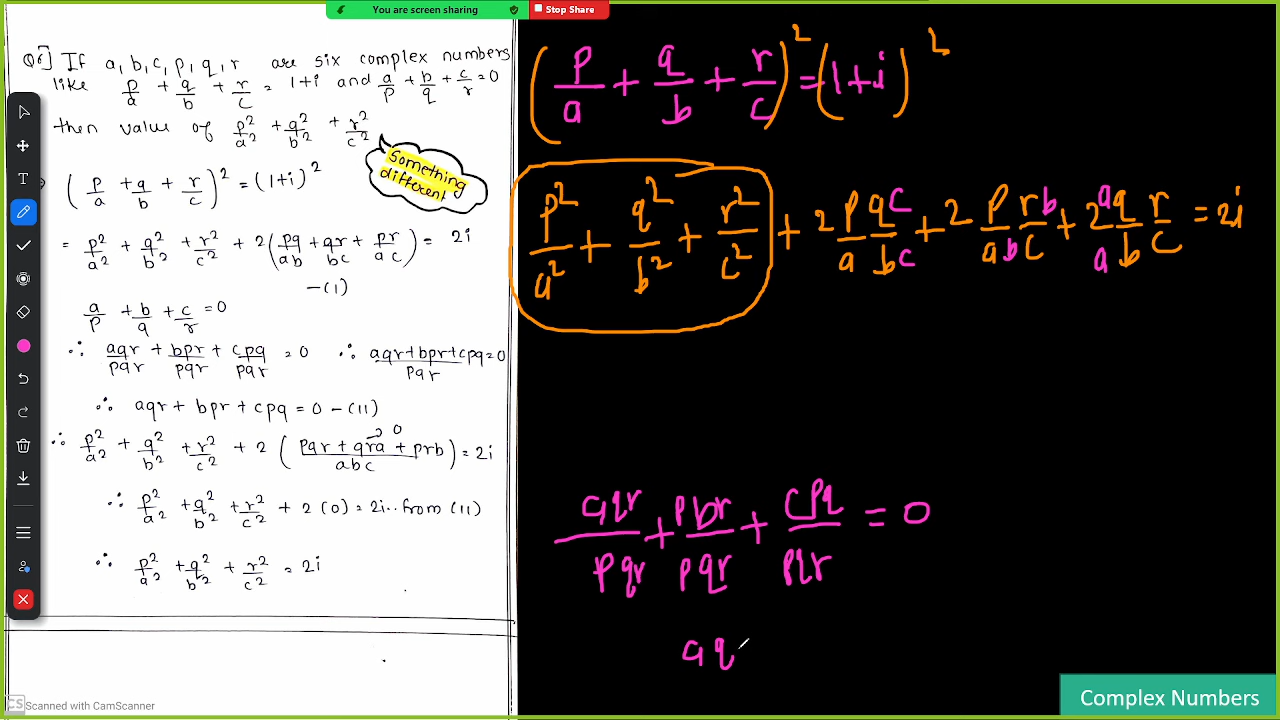 You are screen sharing
Stop Share
Q6] If a, b, c, p, q, r are six complex numbers
like p/a + q/b + r/c = 1+i and a/p + b/q + c/r = 0
then value of p²/a² + q²/b² + r²/c²
Something
different
(p/a + q/b + r/c)² = (1+i)²
= p²/a² + q²/b² + r²/c² + 2(pq/ab + qr/bc + pr/ac) = 2i
-(1)
a/p + b/q + c/r = 0
∴ aqr/pqr + bpr/pqr + cpq/pqr = 0 ∴ aqr+bpr+cpq/pqr = 0
∴ aqr + bpr + cpq = 0 -(11)
∴ p²/a² + q²/b² + r²/c² + 2 (pqr + qra + prb/abc) → 0 = 2i
∴ p²/a² + q²/b² + r²/c² + 2 (0) = 2i .. from (11)
∴ p²/a² + q²/b² + r²/c² = 2i
CS Scanned with CamScanner
(p/a + q/b + r/c)² = (1+i)²
p²/a² + q²/b² + r²/c² + 2 p/a q/b c/c + 2 p/a r/c b/b + 2 a/a q/b r/c = 2i
aqr/pqr + pbr/pqr + cpq/pqr = 0
aq
Complex Numbers